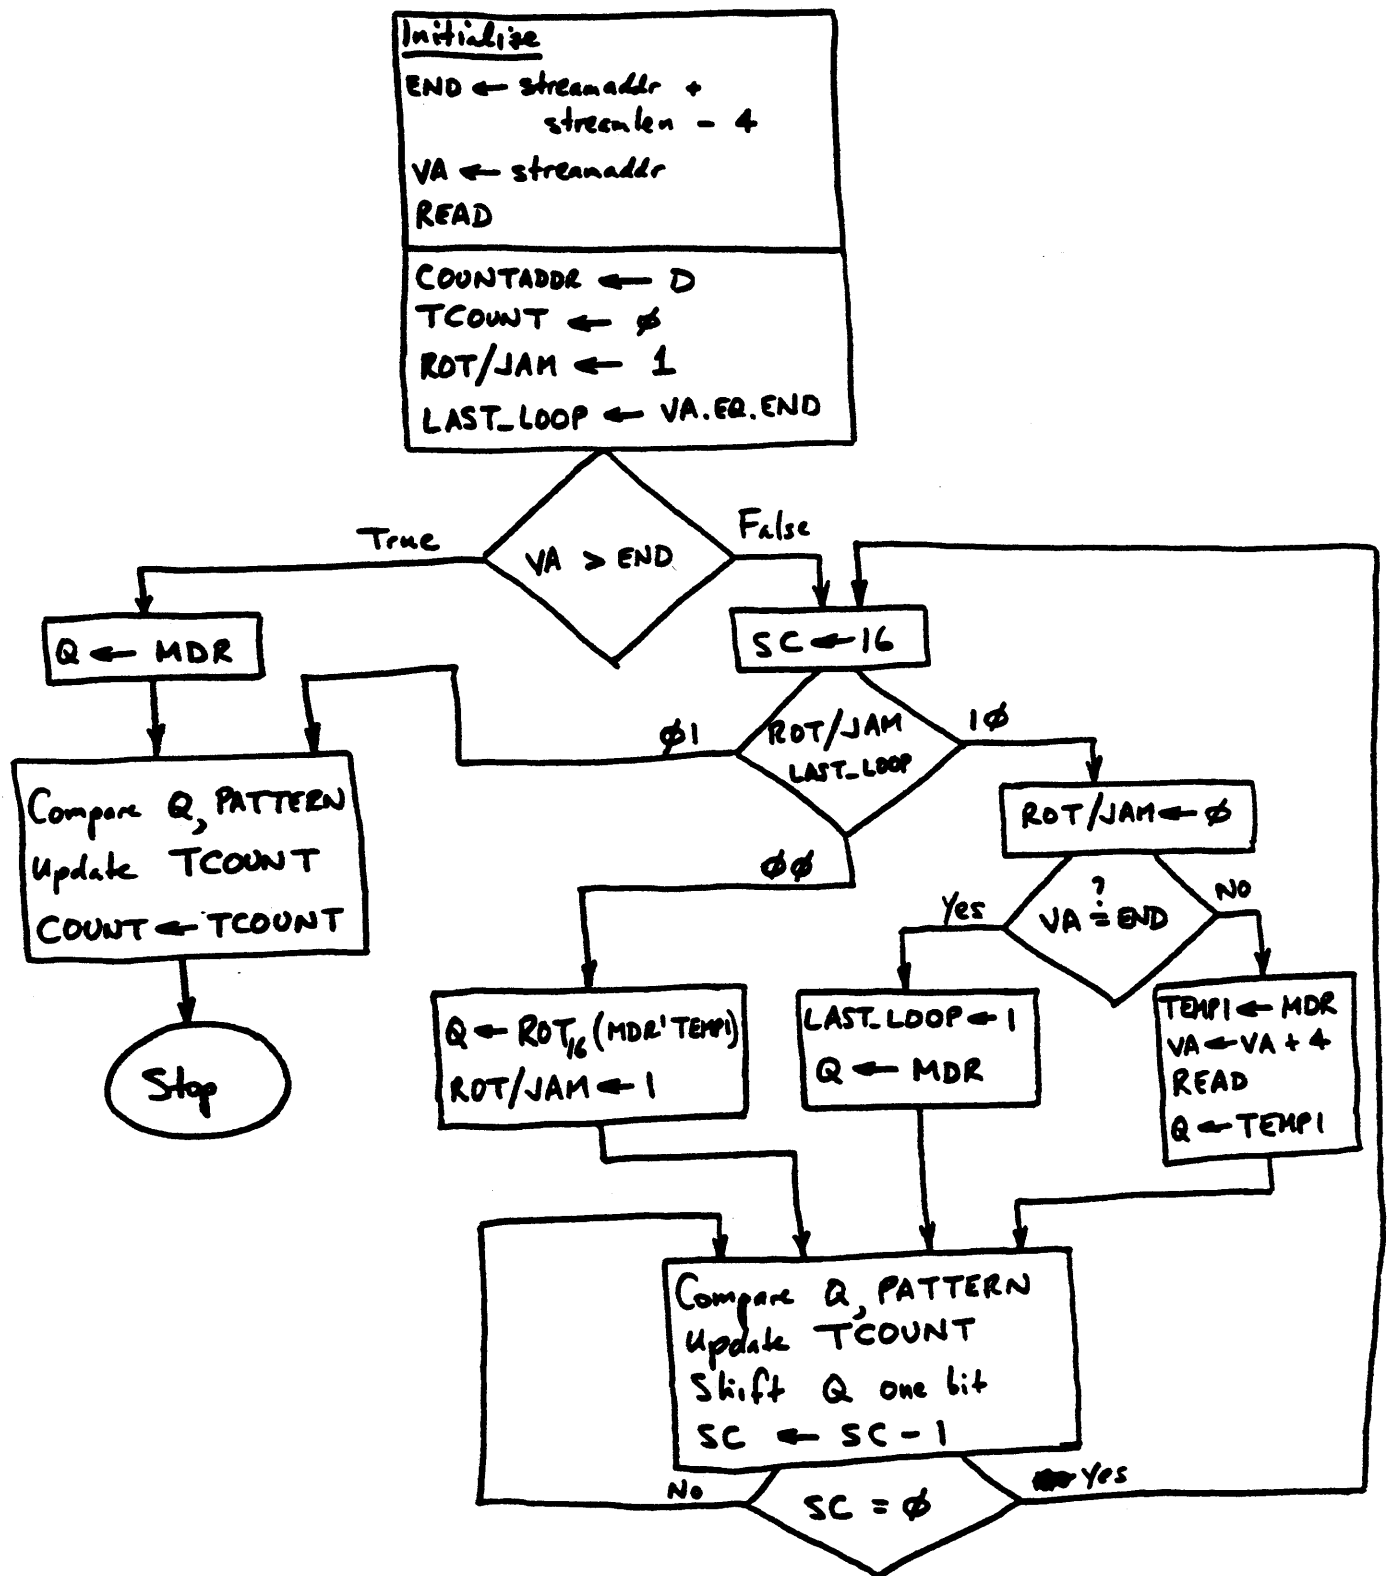 Initialize
END ← streamaddr +
streamlen - 4
VA ← streamaddr
READ
COUNTADDR ← D
TCOUNT ← ∅
ROT/JAM ← 1
LAST_LOOP ← VA.EQ.END
True
VA > END
False
Q ← MDR
SC ← 16
∅1
ROT/JAM
LAST_LOOP
1∅
Compare Q, PATTERN
Update TCOUNT
COUNT ← TCOUNT
ROT/JAM ← ∅
∅∅
Yes
VA ≟ END
NO
Stop
Q ← ROT16 (MDR'TEMP1)
ROT/JAM ← 1
LAST_LOOP ← 1
Q ← MDR
TEMP1 ← MDR
VA ← VA + 4
READ
Q ← TEMP1
Compare Q, PATTERN
Update TCOUNT
Shift Q one bit
SC ← SC - 1
No
SC = ∅
Yes